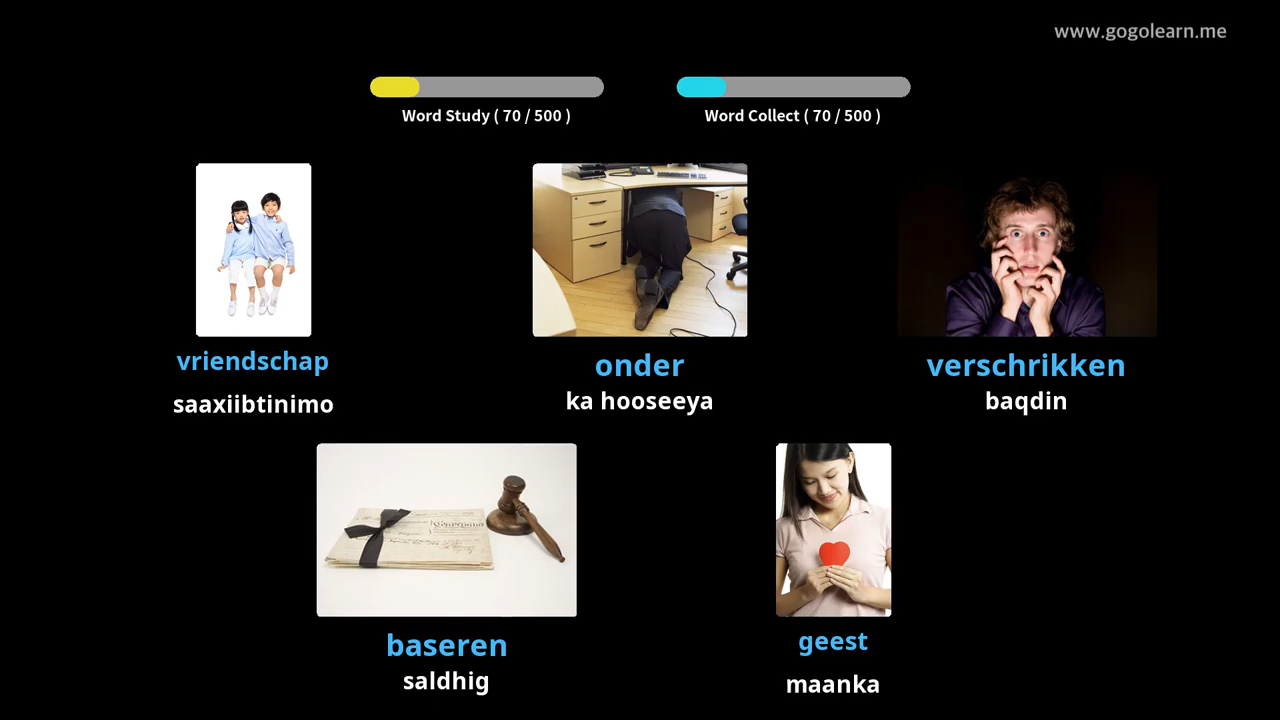 www.gogolearn.me
Word Study ( 70 / 500 )
Word Collect ( 70 / 500 )
vriendschap
saaxiibtinimo
onder
ka hooseeya
verschrikken
baqdin
baseren
saldhig
geest
maanka